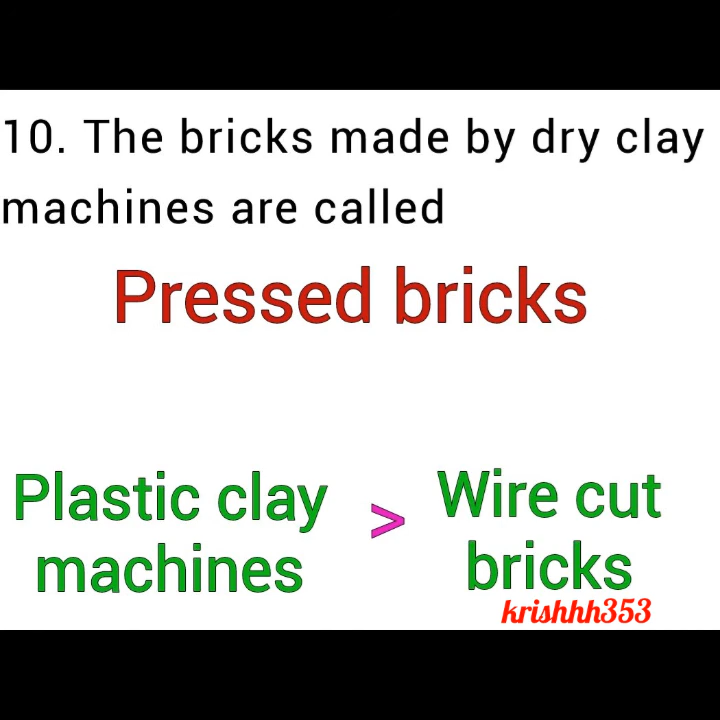 10. The bricks made by dry clay
machines are called
Pressed bricks
Plastic clay
machines
>
Wire cut
bricks
krishhh353